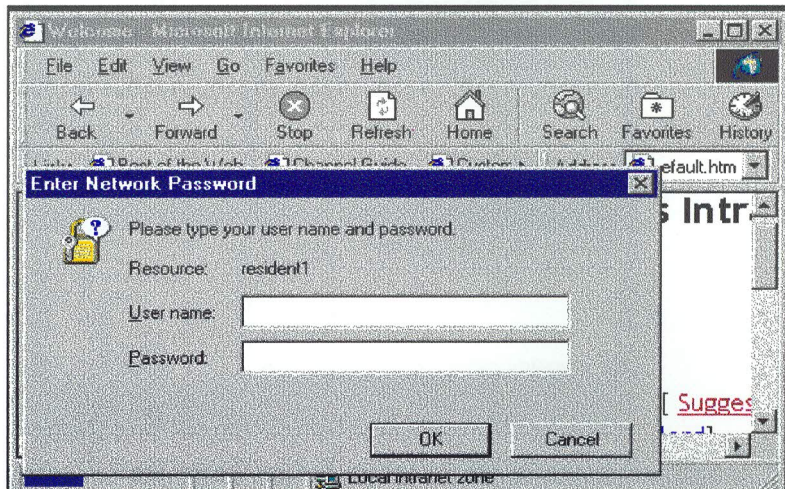 Welcome - Microsoft Internet Explorer
File Edit View Go Favorites Help
Back Forward Stop Refresh Home Search Favorites History
Links Best of the Web Channel Guide Custom Address efault.htm
Enter Network Password
s Intr
Please type your user name and password.
Resource: resident1
User name:
Password:
[ Sugges
OK Cancel
Local intranet zone